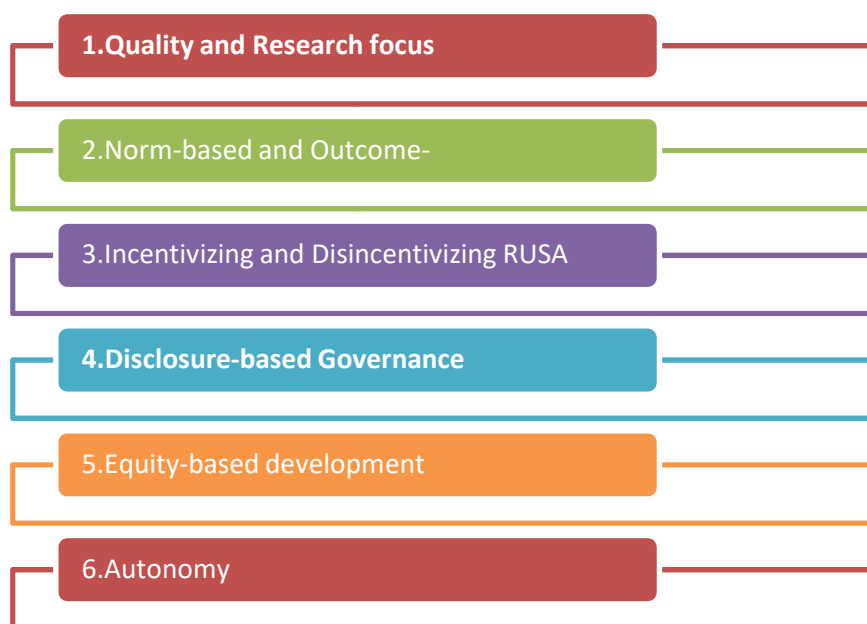 1.Quality and Research focus
2.Norm-based and Outcome-
3.Incentivizing and Disincentivizing RUSA
4.Disclosure-based Governance
5.Equity-based development
6.Autonomy